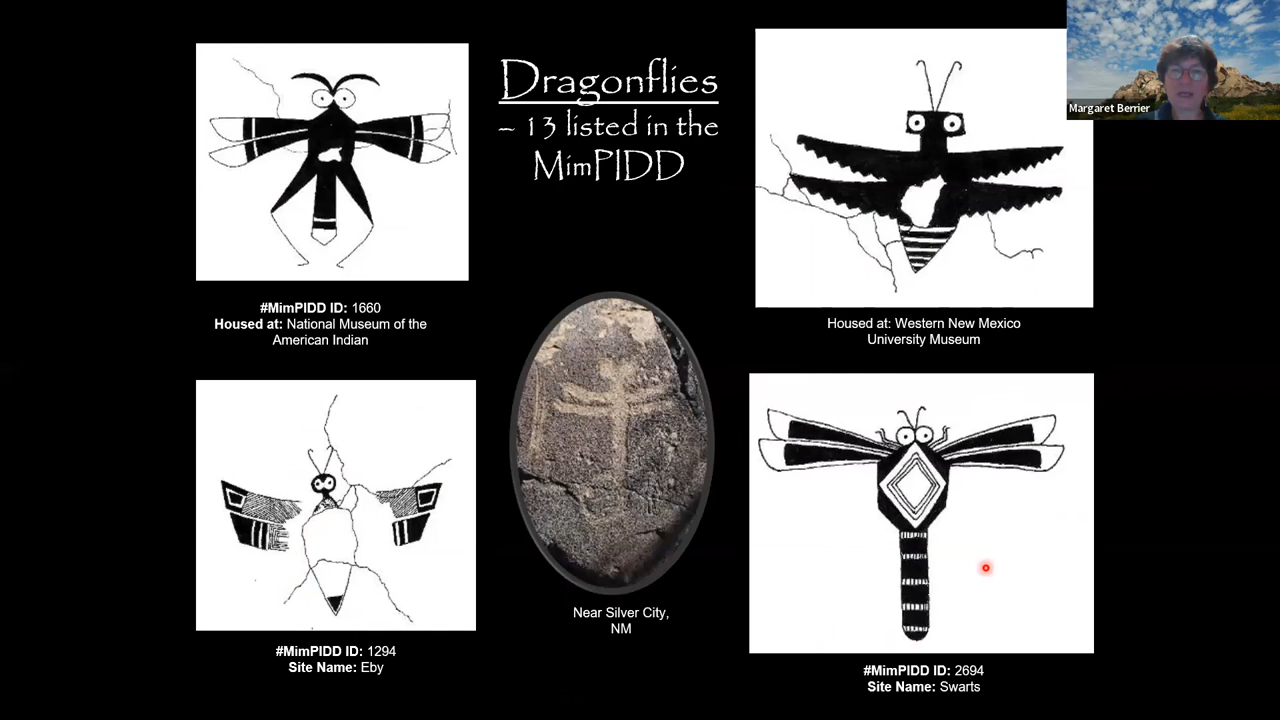 Dragonflies
– 13 listed in the
MimPIDD
Margaret Berrier
#MimPIDD ID: 1660
Housed at: National Museum of the
American Indian
Housed at: Western New Mexico
University Museum
Near Silver City,
NM
#MimPIDD ID: 1294
Site Name: Eby
#MimPIDD ID: 2694
Site Name: Swarts